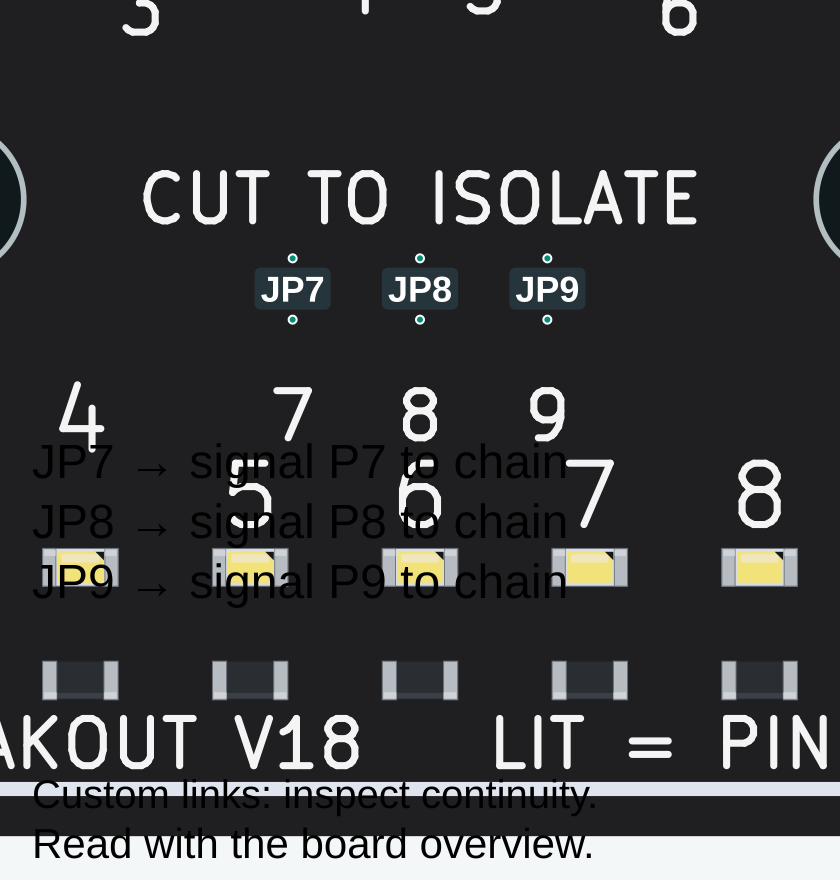 3 6
CUT TO ISOLATE
JP7 JP8 JP9
4 7 8 9
JP7 → signal P7 to chain
5 6 7 8
JP8 → signal P8 to chain
JP9 → signal P9 to chain
AKOUT V18 LIT = PIN
Custom links: inspect continuity.
Read with the board overview.